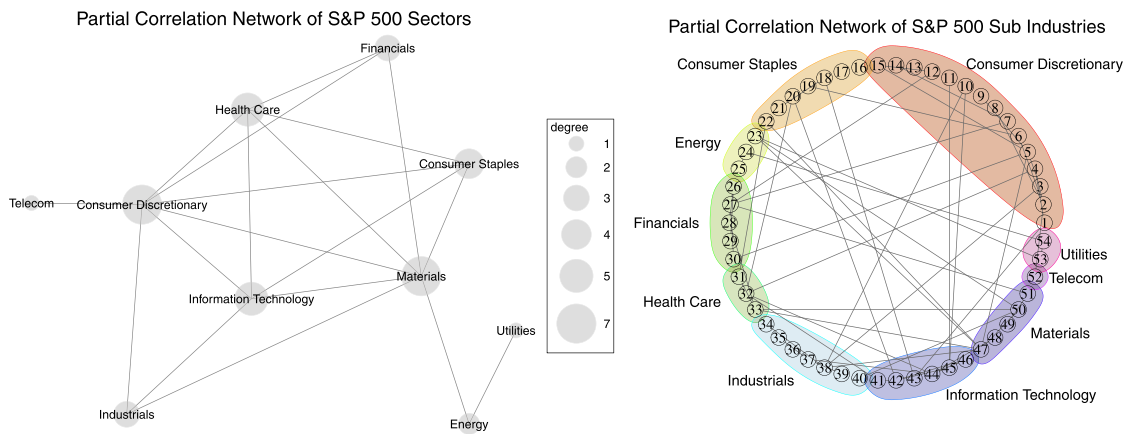 Partial Correlation Network of S&P 500 Sectors
Financials
Health Care
Consumer Staples
Telecom
Consumer Discretionary
Materials
Information Technology
Utilities
Industrials
Energy
degree
1
2
3
4
5
7
Partial Correlation Network of S&P 500 Sub Industries
Consumer Staples
Consumer Discretionary
Energy
Financials
Health Care
Industrials
Information Technology
Materials
Telecom
Utilities
1
2
3
4
5
6
7
8
9
10
11
12
13
14
15
16
17
18
19
20
21
22
23
24
25
26
27
28
29
30
31
32
33
34
35
36
37
38
39
40
41
42
43
44
45
46
47
48
49
50
51
52
53
54